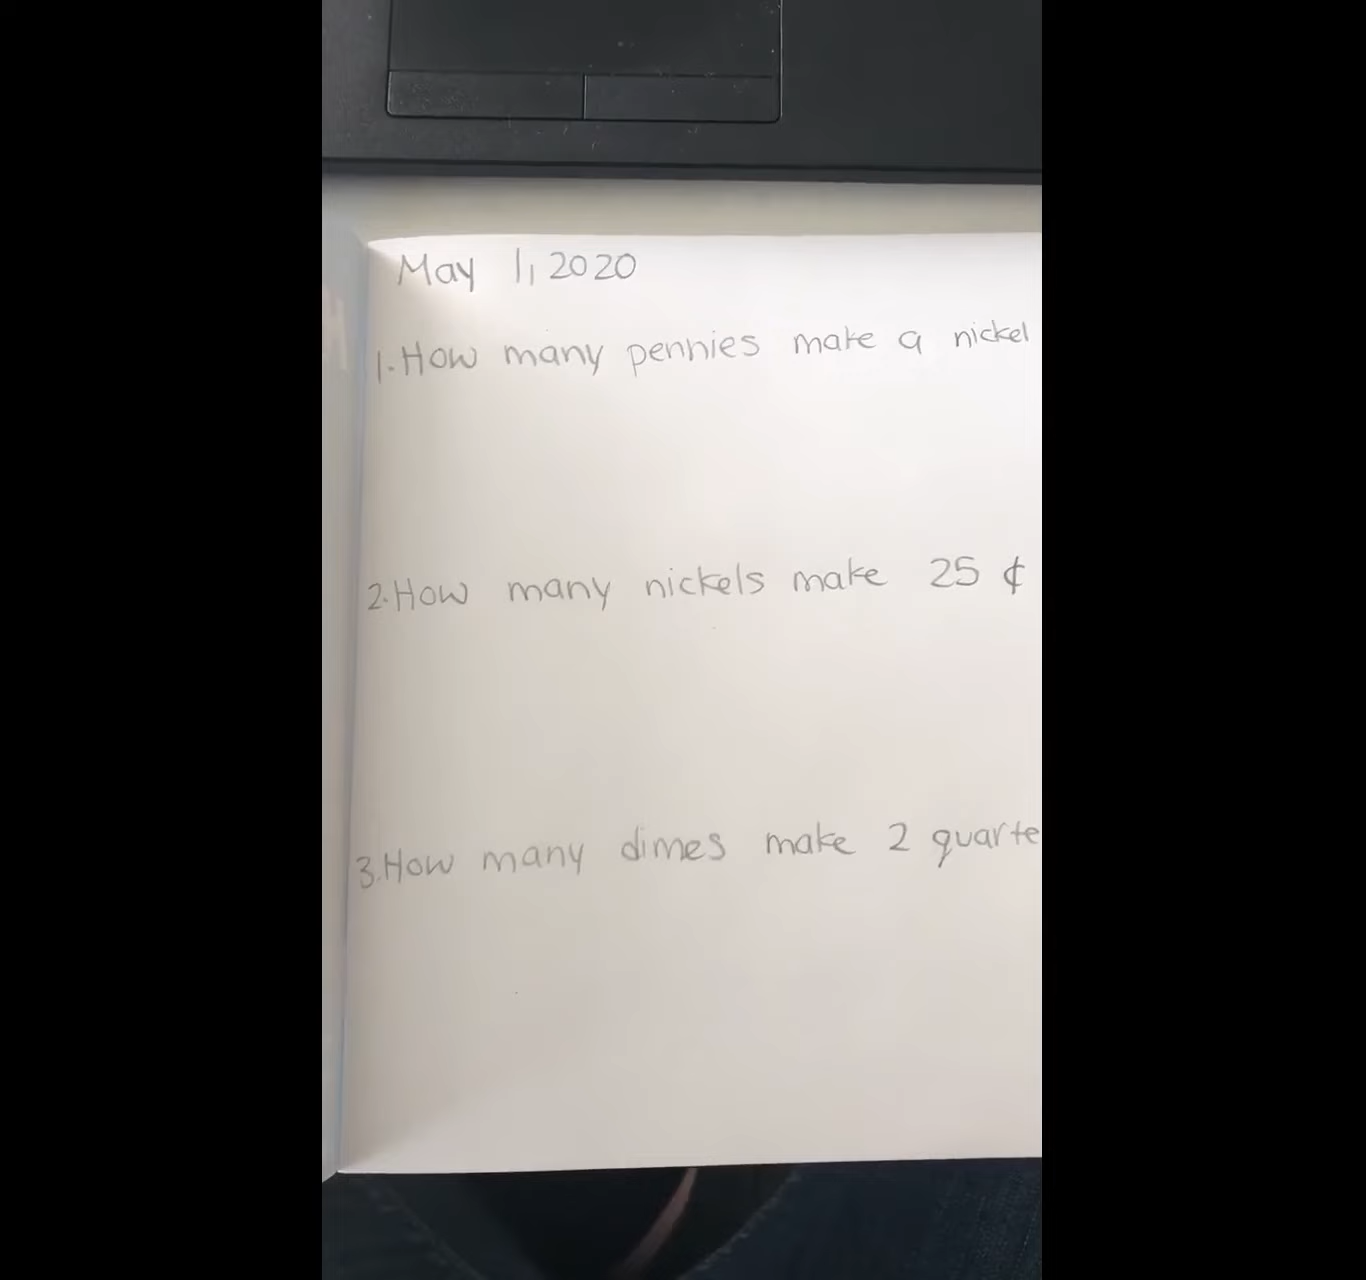 May 1, 2020
1. How many pennies make a nickel
2. How many nickels make 25 ¢
3. How many dimes make 2 quarte